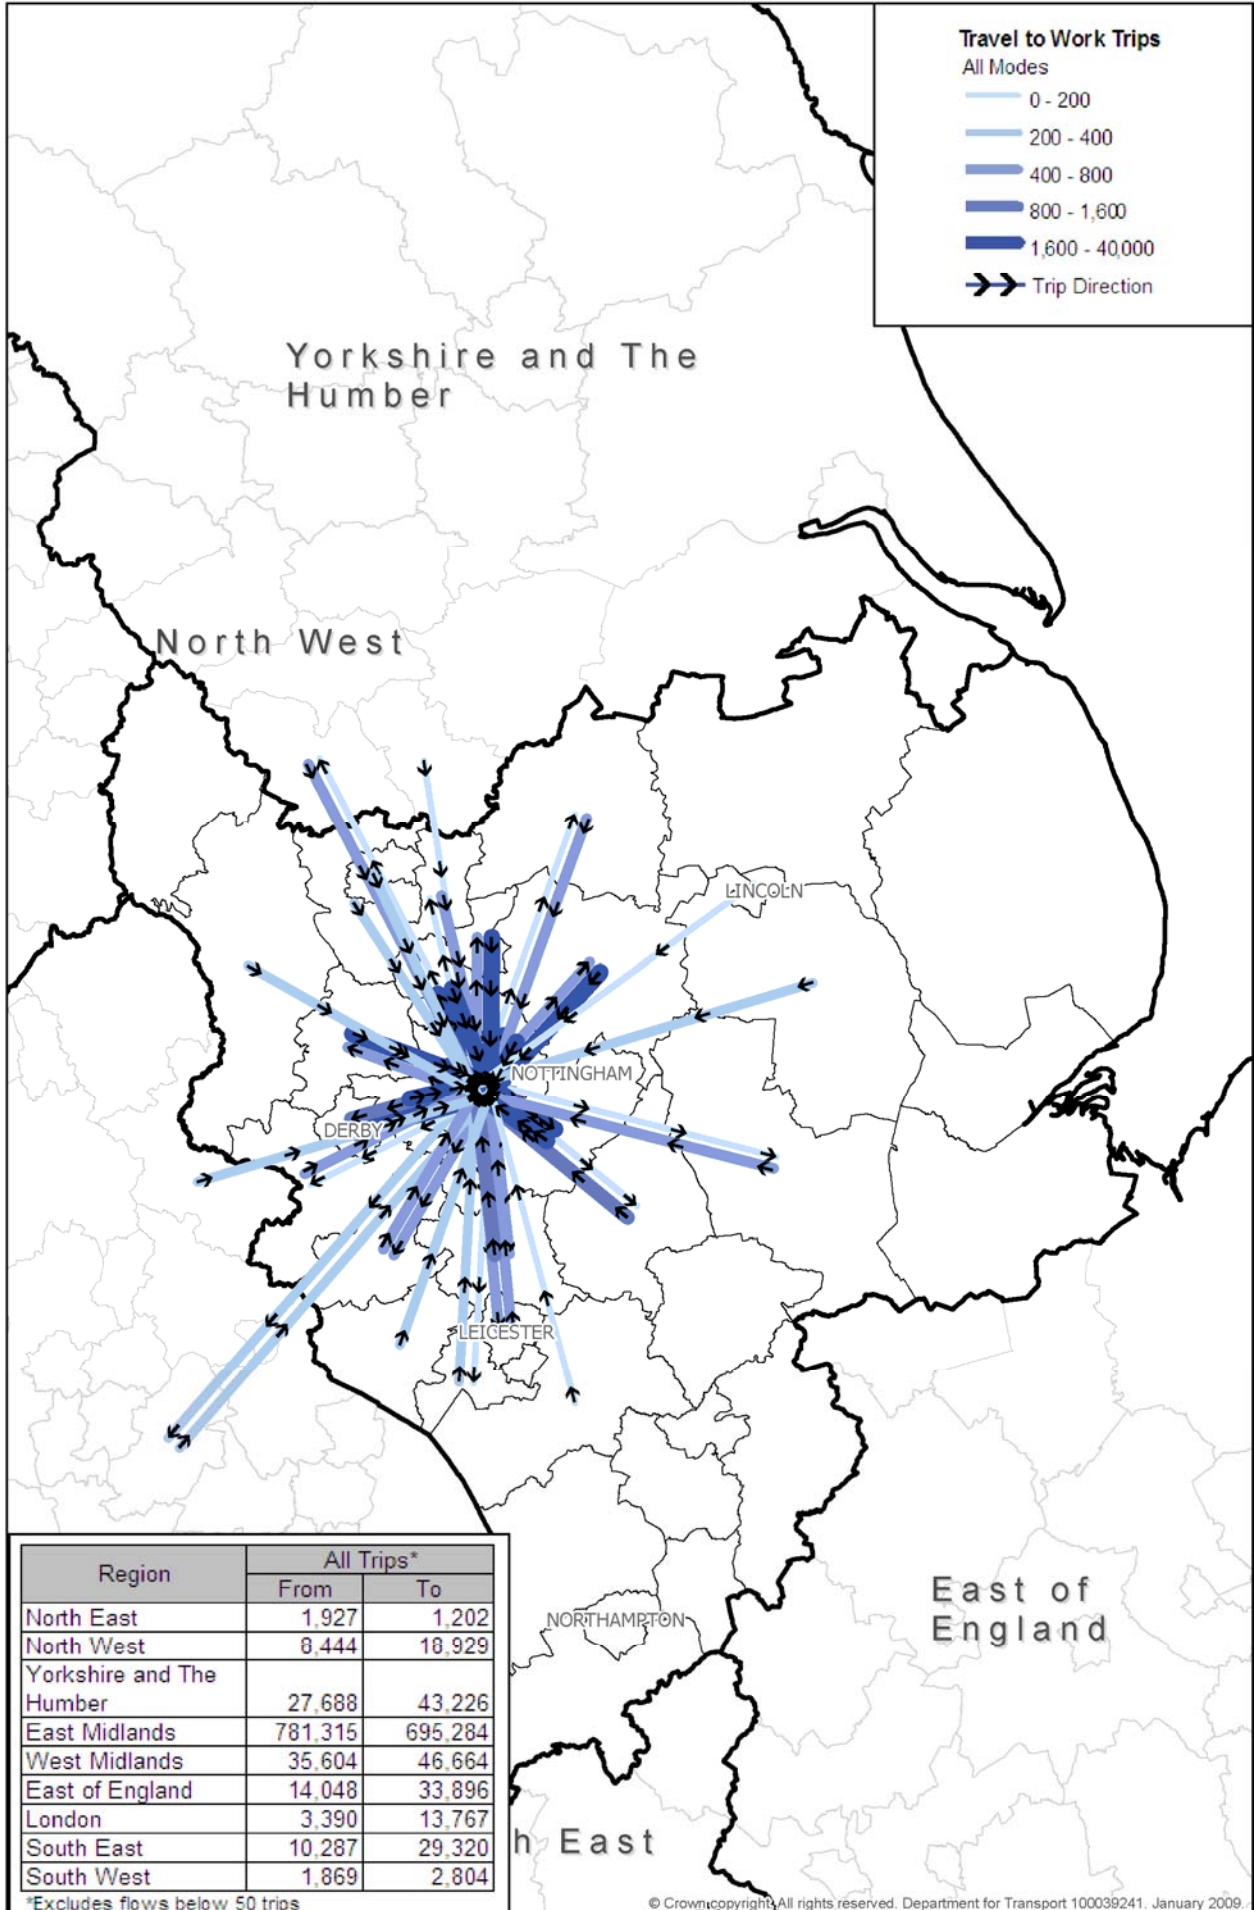 Travel to Work Trips
All Modes
0 - 200
200 - 400
400 - 800
800 - 1,600
1,600 - 40,000
Trip Direction
Yorkshire and The
Humber
North West
LINCOLN
NOTTINGHAM
DERBY
LEICESTER
NORTHAMPTON
East of
England
h East
Region All Trips*
From To
North East 1,927 1,202
North West 8,444 18,929
Yorkshire and The
Humber 27,688 43,226
East Midlands 781,315 695,284
West Midlands 35,604 46,664
East of England 14,048 33,896
London 3,390 13,767
South East 10,287 29,320
South West 1,869 2,804
*Excludes flows below 50 trips
© Crown copyright. All rights reserved. Department for Transport 100039241. January 2009.